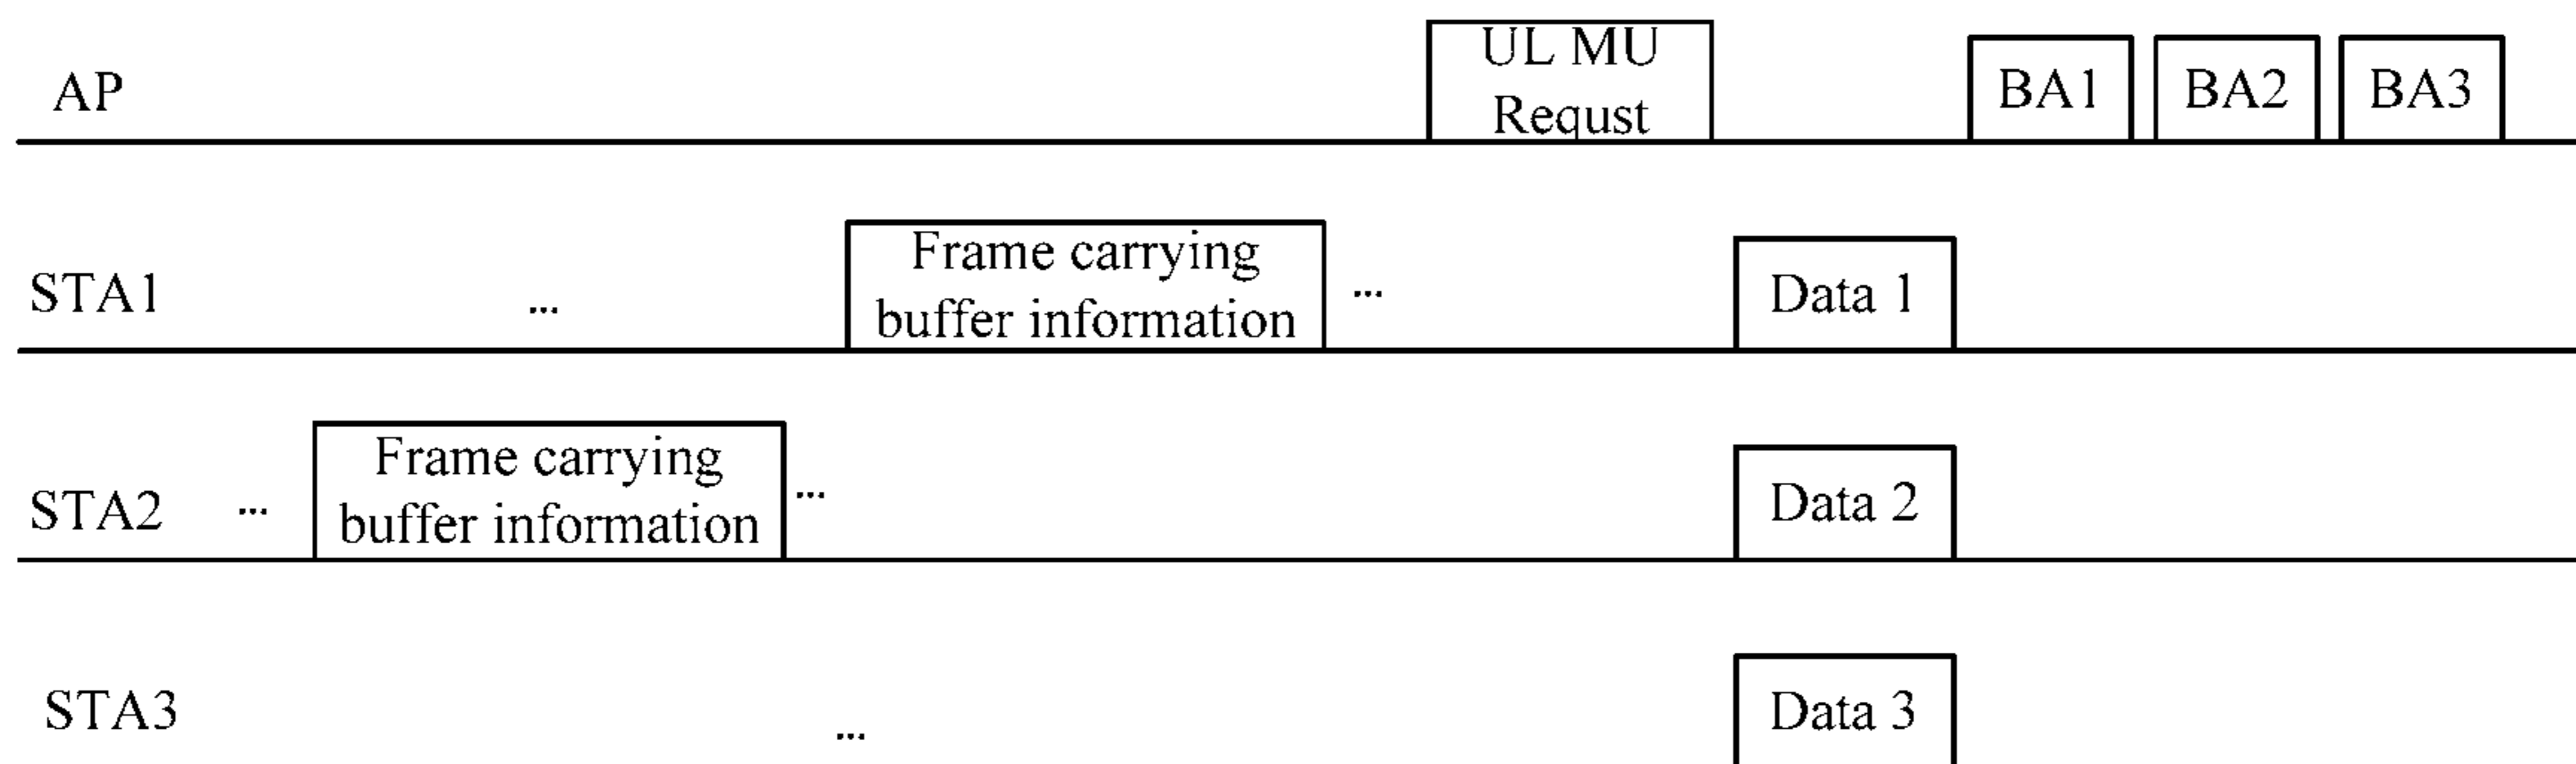 AP
UL MU
Requst
BA1
BA2
BA3
STA1
...
Frame carrying
buffer information
...
Data 1
STA2
...
Frame carrying
buffer information
...
Data 2
STA3
...
Data 3